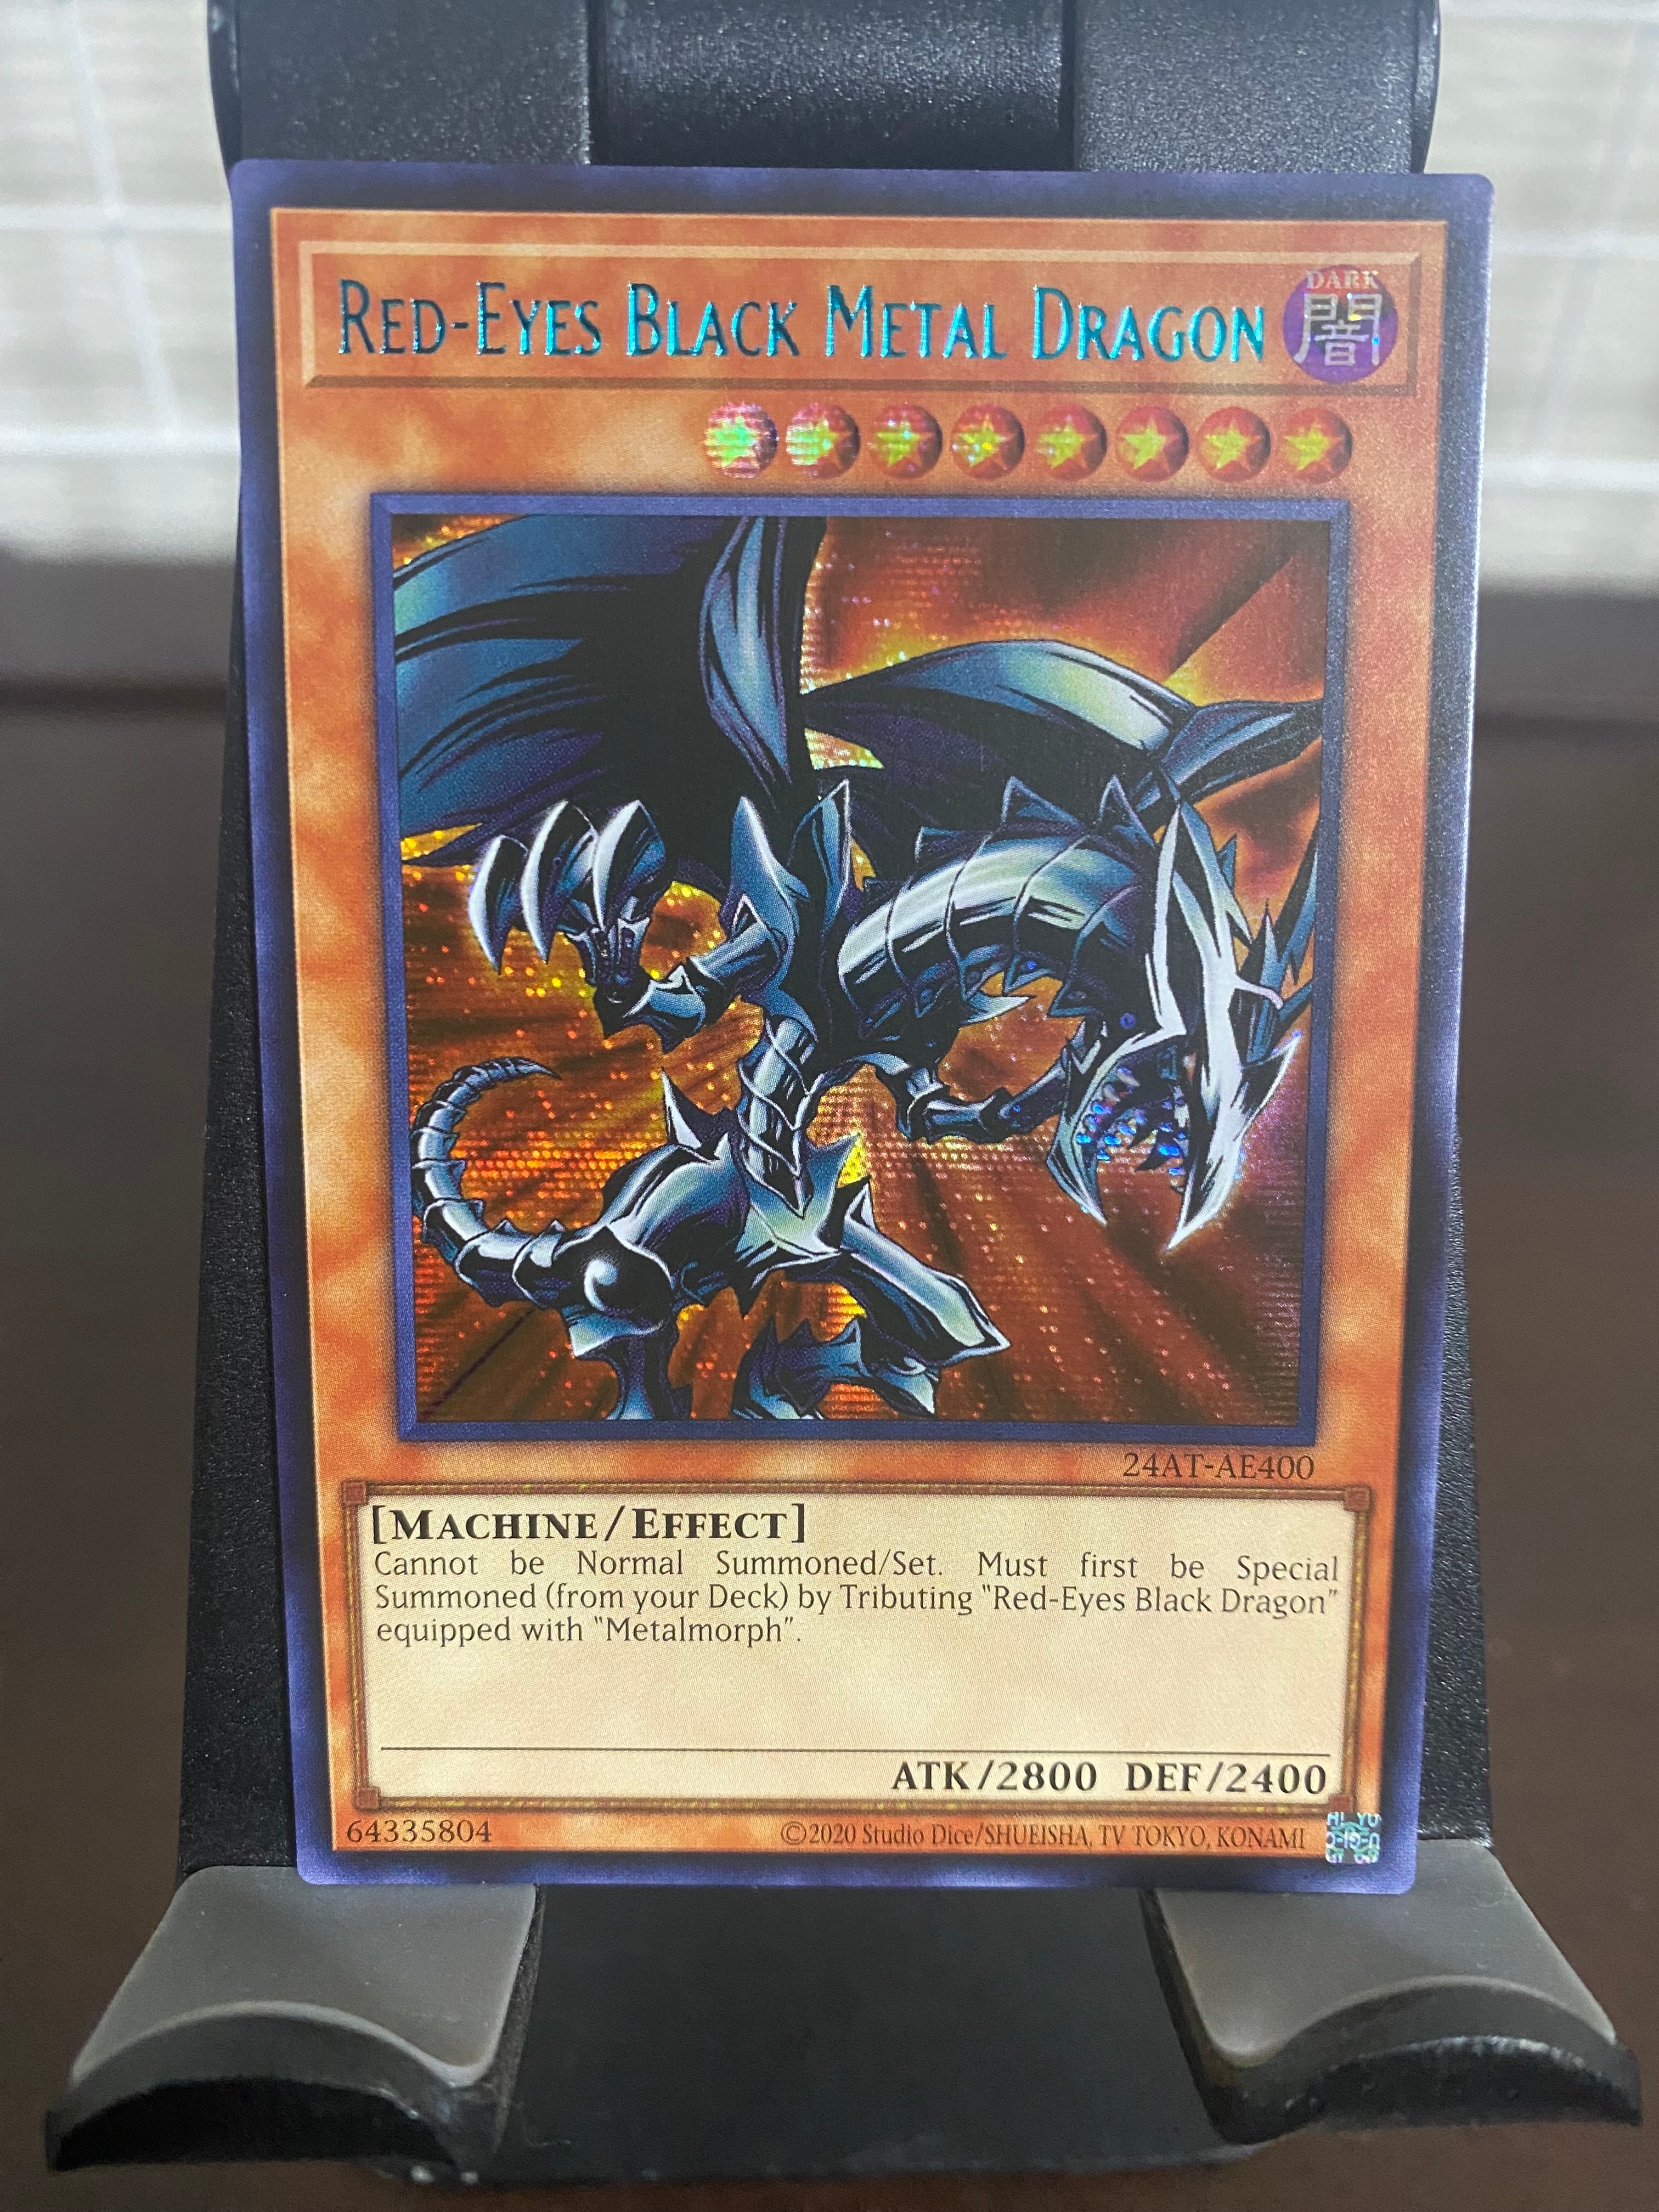 RED-EYES BLACK METAL DRAGON
DARK
闇
24AT-AE400
[MACHINE/EFFECT]
Cannot be Normal Summoned/Set. Must first be Special
Summoned (from your Deck) by Tributing "Red-Eyes Black Dragon"
equipped with "Metalmorph".
ATK/2800 DEF/2400
64335804
©2020 Studio Dice/SHUEISHA, TV TOKYO, KONAMI